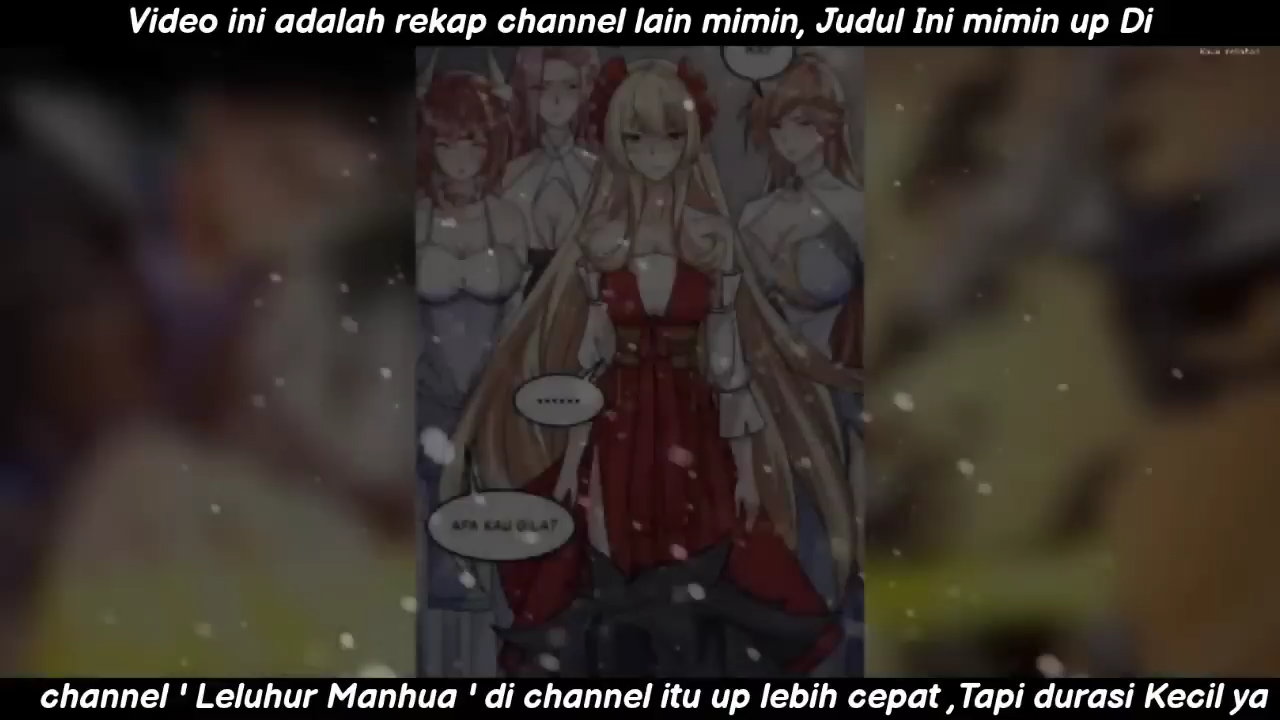 Video ini adalah rekap channel lain mimin, Judul Ini mimin up Di
......
APA KAU GILA?
channel ' Leluhur Manhua ' di channel itu up lebih cepat ,Tapi durasi Kecil ya